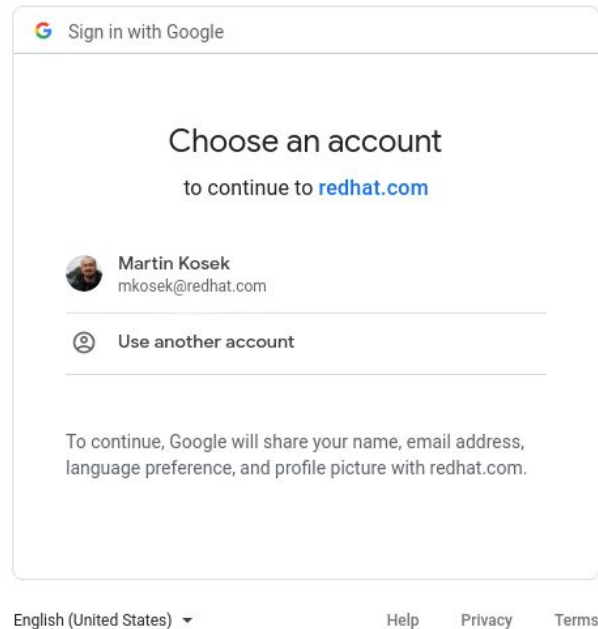 Sign in with Google
Choose an account
to continue to redhat.com
Martin Kosek
mkosek@redhat.com
Use another account
To continue, Google will share your name, email address,
language preference, and profile picture with redhat.com.
English (United States) Help Privacy Terms